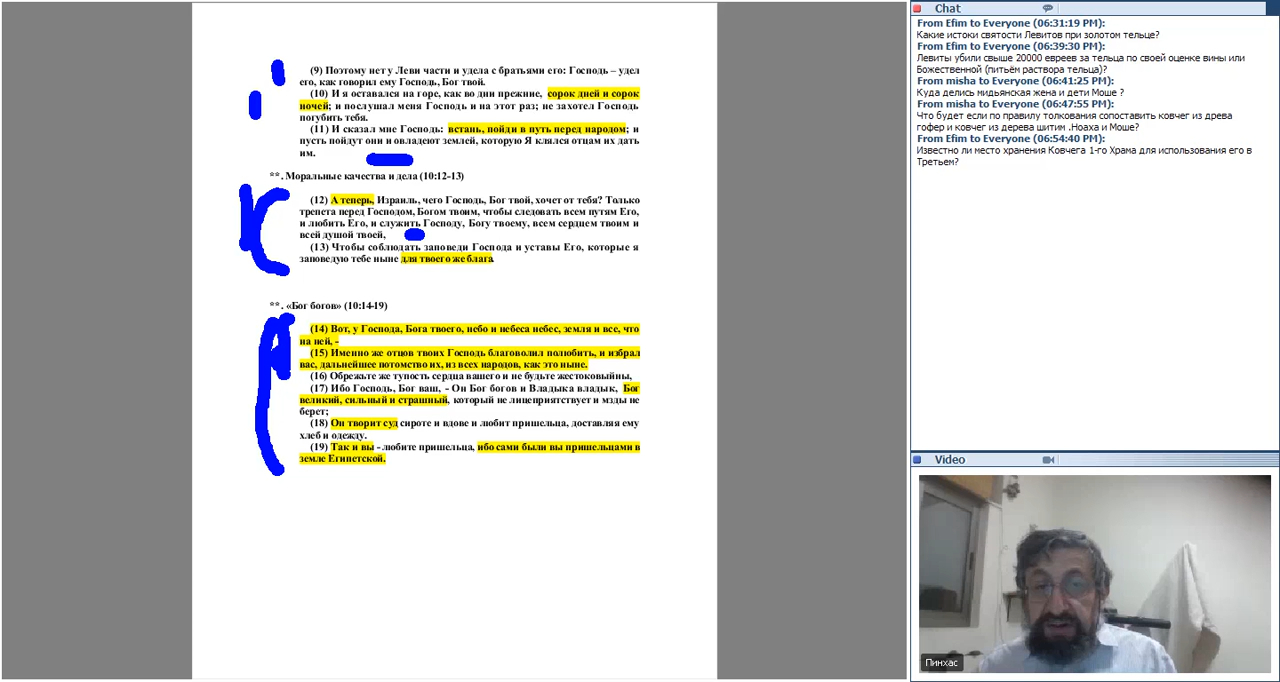 (9) Поэтому нет у Леви части и удела с братьями его: Господь – удел
его, как говорил ему Господь, Бог твой.
(10) И я оставался на горе, как во дни прежние, сорок дней и сорок
ночей; и послушал меня Господь и на этот раз; не захотел Господь
погубить тебя.
(11) И сказал мне Господь: встань, пойди в путь перед народом; и
пусть пойдут они и овладеют землей, которую Я клялся отцам их дать
им.
**. Моральные качества и дела (10:12-13)
(12) А теперь, Израиль, чего Господь, Бог твой, хочет от тебя? Только
трепета перед Господом, Богом твоим, чтобы следовать всем путям Его,
и любить Его, и служить Господу, Богу твоему, всем сердцем твоим и
всей душой твоей,
(13) Чтобы соблюдать заповеди Господа и уставы Его, которые я
заповедую тебе ныне для твоего же блага.
**. «Бог богов» (10:14-19)
(14) Вот, у Господа, Бога твоего, небо и небеса небес, земля и все, что
на ней, -
(15) Именно же отцов твоих Господь благоволил полюбить, и избрал
вас, дальнейшее потомство их, из всех народов, как это ныне.
(16) Обрежьте же тупость сердца вашего и не будьте жестоковыйны,
(17) Ибо Господь, Бог ваш, - Он Бог богов и Владыка владык, Бог
великий, сильный и страшный, который не лицеприятствует и мзды не
берет;
(18) Он творит суд сироте и вдове и любит пришельца, доставляя ему
хлеб и одежду.
(19) Так и вы - любите пришельца, ибо сами были вы пришельцами в
земле Египетской.
Chat
From Efim to Everyone (06:31:19 PM):
Какие истоки святости Левитов при золотом тельце?
From Efim to Everyone (06:39:30 PM):
Левиты убили свыше 20000 евреев за тельца по своей оценке вины или
Божественной (питьём раствора тельца)?
From misha to Everyone (06:41:25 PM):
Куда делись мидьянская жена и дети Моше ?
From misha to Everyone (06:47:55 PM):
Что будет если по правилу толкования сопоставить ковчег из древа
гофер и ковчег из дерева шитим .Ноаха и Моше?
From Efim to Everyone (06:54:40 PM):
Известно ли место хранения Ковчега 1-го Храма для использования его в
Третьем?
Video
Пинхас